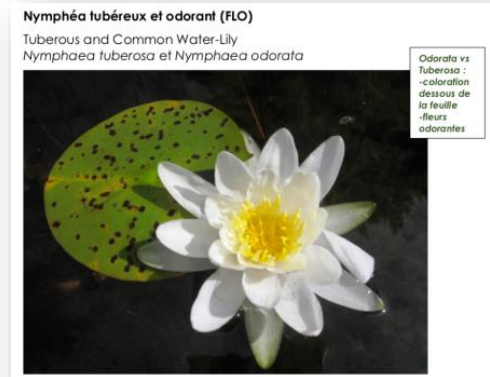 Nymphéa tubéreux et odorant (FLO)
Tuberous and Common Water-Lily
Nymphaea tuberosa et Nymphaea odorata
Odorata vs
Tuberosa :
-coloration
dessous de
la feuille
-fleurs
odorantes